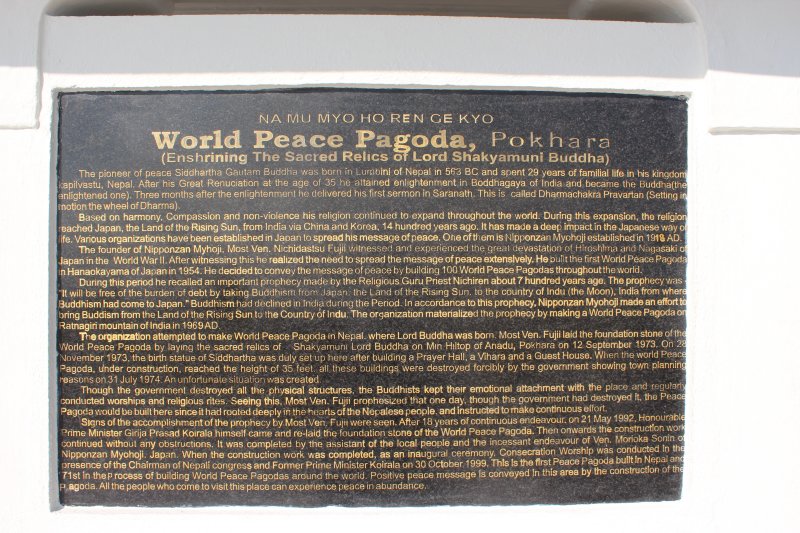 NA MU MYO HO REN GE KYO
World Peace Pagoda, Pokhara
(Enshrining The Sacred Relics of Lord Shakyamuni Buddha)
The pioneer of peace Siddhartha Gautam Buddha was born in Lumbini of Nepal in 563 BC and spent 29 years of familial life in his kingdom
kapilvastu, Nepal. After his Great Renuciation at the age of 35 he attained enlightenment in Boddhagaya of India and became the Buddha(the
enlightened one). Three months after the enlightenment he delivered his first sermon in Saranath. This is called Dharmachakra Pravartan (Setting in
motion the wheel of Dharma).
Based on harmony, Compassion and non-violence his religion continued to expand throughout the world. During this expansion, the religion
reached Japan, the Land of the Rising Sun, from India via China and Korea, 14 hundred years ago. It has made a deep impact in the Japanese way of
life. Various organizations have been established in Japan to spread his message of peace. One of them is Nipponzan Myohoji established in 1918 AD.
The founder of Nipponzan Myhoji, Most Ven. Nichidastsu Fujii witnessed and experienced the great devastation of Hiroshima and Nagasaki of
Japan in the World War II. After witnessing this he realized the need to spread the message of peace extensively. He built the first World Peace Pagoda
in Hanaokayama of Japan in 1954. He decided to convey the message of peace by building 100 World Peace Pagodas throughout the world.
During this period he recalled an important prophecy made by the Religious Guru Priest Nichiren about 7 hundred years ago. The prophecy was-
"It will be free of the burden of debt by taking Buddhism from Japan, the Land of the Rising Sun, to the country of Indu (the Moon), India from where
Buddhism had come to Japan." Buddhism had declined in India during the Period. In accordance to this prophecy, Nipponzan Myohoji made an effort to
bring Buddism from the Land of the Rising Sun to the Country of Indu. The organization materialized the prophecy by making a World Peace Pagoda on
Ratnagiri mountain of India in 1969 AD.
The organization attempted to make World Peace Pagoda in Nepal, where Lord Buddha was born. Most Ven. Fujii laid the foundation stone of the
World Peace Pagoda by laying the sacred relics of Shakyamuni Lord Buddha on Min Hiltop of Anadu, Pokhara on 12 September 1973. On 28
November 1973, the birth statue of Siddhartha was duly set up here after building a Prayer Hall, a Vihara and a Guest House. When the world Peace
Pagoda, under construction, reached the height of 35 feet, all these buildings were destroyed forcibly by the government showing town planning
reasons on 31 July 1974. An unfortunate situation was created.
Though the government destroyed all the physical structures, the Buddhists kept their emotional attachment with the place and regularly
conducted worships and religious rites. Seeing this, Most Ven. Fujii prophesized that one day, though the government had destroyed it, the Peace
Pagoda would be built here since it had rooted deeply in the hearts of the Nepalese people, and instructed to make continuous effort.
Signs of the accomplishment of the prophecy by Most Ven. Fujii were seen. After 18 years of continuous endeavour, on 21 May 1992, Honourable
Prime Minister Girija Prasad Koirala himself came and re-laid the foundation stone of the World Peace Pagoda. Then onwards the construction work
continued without any obstructions. It was completed by the assistant of the local people and the incessant endeavour of Ven. Morioka Sonin of
Nipponzan Myohoji, Japan. When the construction work was completed, as an inaugural ceremony, Consecration Worship was conducted in the
presence of the Chairman of Nepali congress and Former Prime Minister Koirala on 30 October 1999. This is the first Peace Pagoda built in Nepal and
71st in the process of building World Peace Pagodas around the world. Positive peace message is conveyed in this area by the construction of the
Pagoda. All the people who come to visit this place can experience peace in abundance.